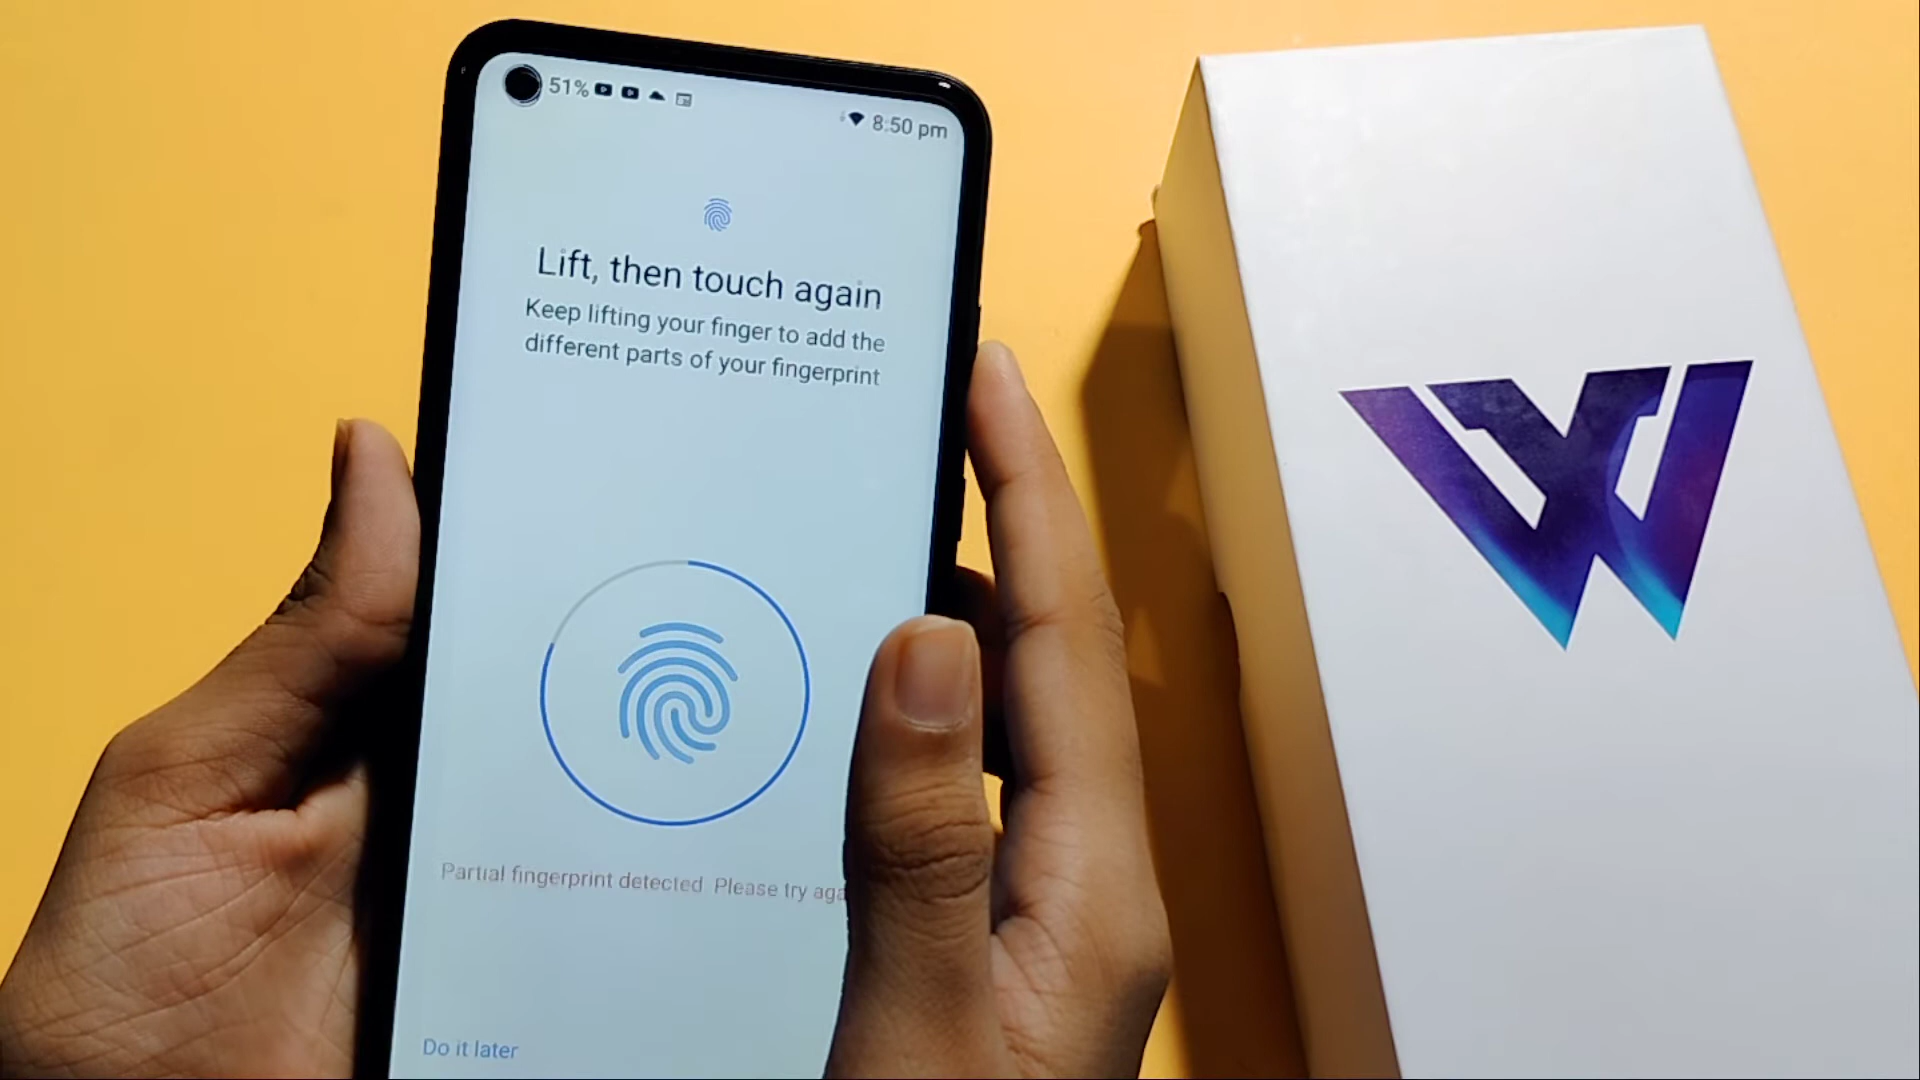 51%
8:50 pm
Lift, then touch again
Keep lifting your finger to add the
different parts of your fingerprint
Partial fingerprint detected Please try
Do it later